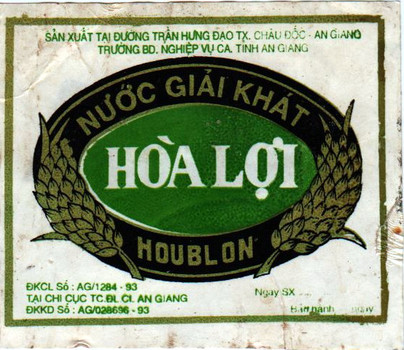 SẢN XUẤT TẠI ĐƯỜNG TRẦN HƯNG ĐẠO TX. CHÂU ĐỐC - AN GIANG
TRƯỜNG BD. NGHIỆP VỤ CA. TỈNH AN GIANG
NƯỚC GIẢI KHÁT
HÒA LỢI
HOUBLON
ĐKCL Số : AG/1284 - 93
TẠI CHI CỤC TC.ĐL Cl. AN GIANG
ĐKKD Số : AG/028696 - 93
Ngày SX
hành ngày